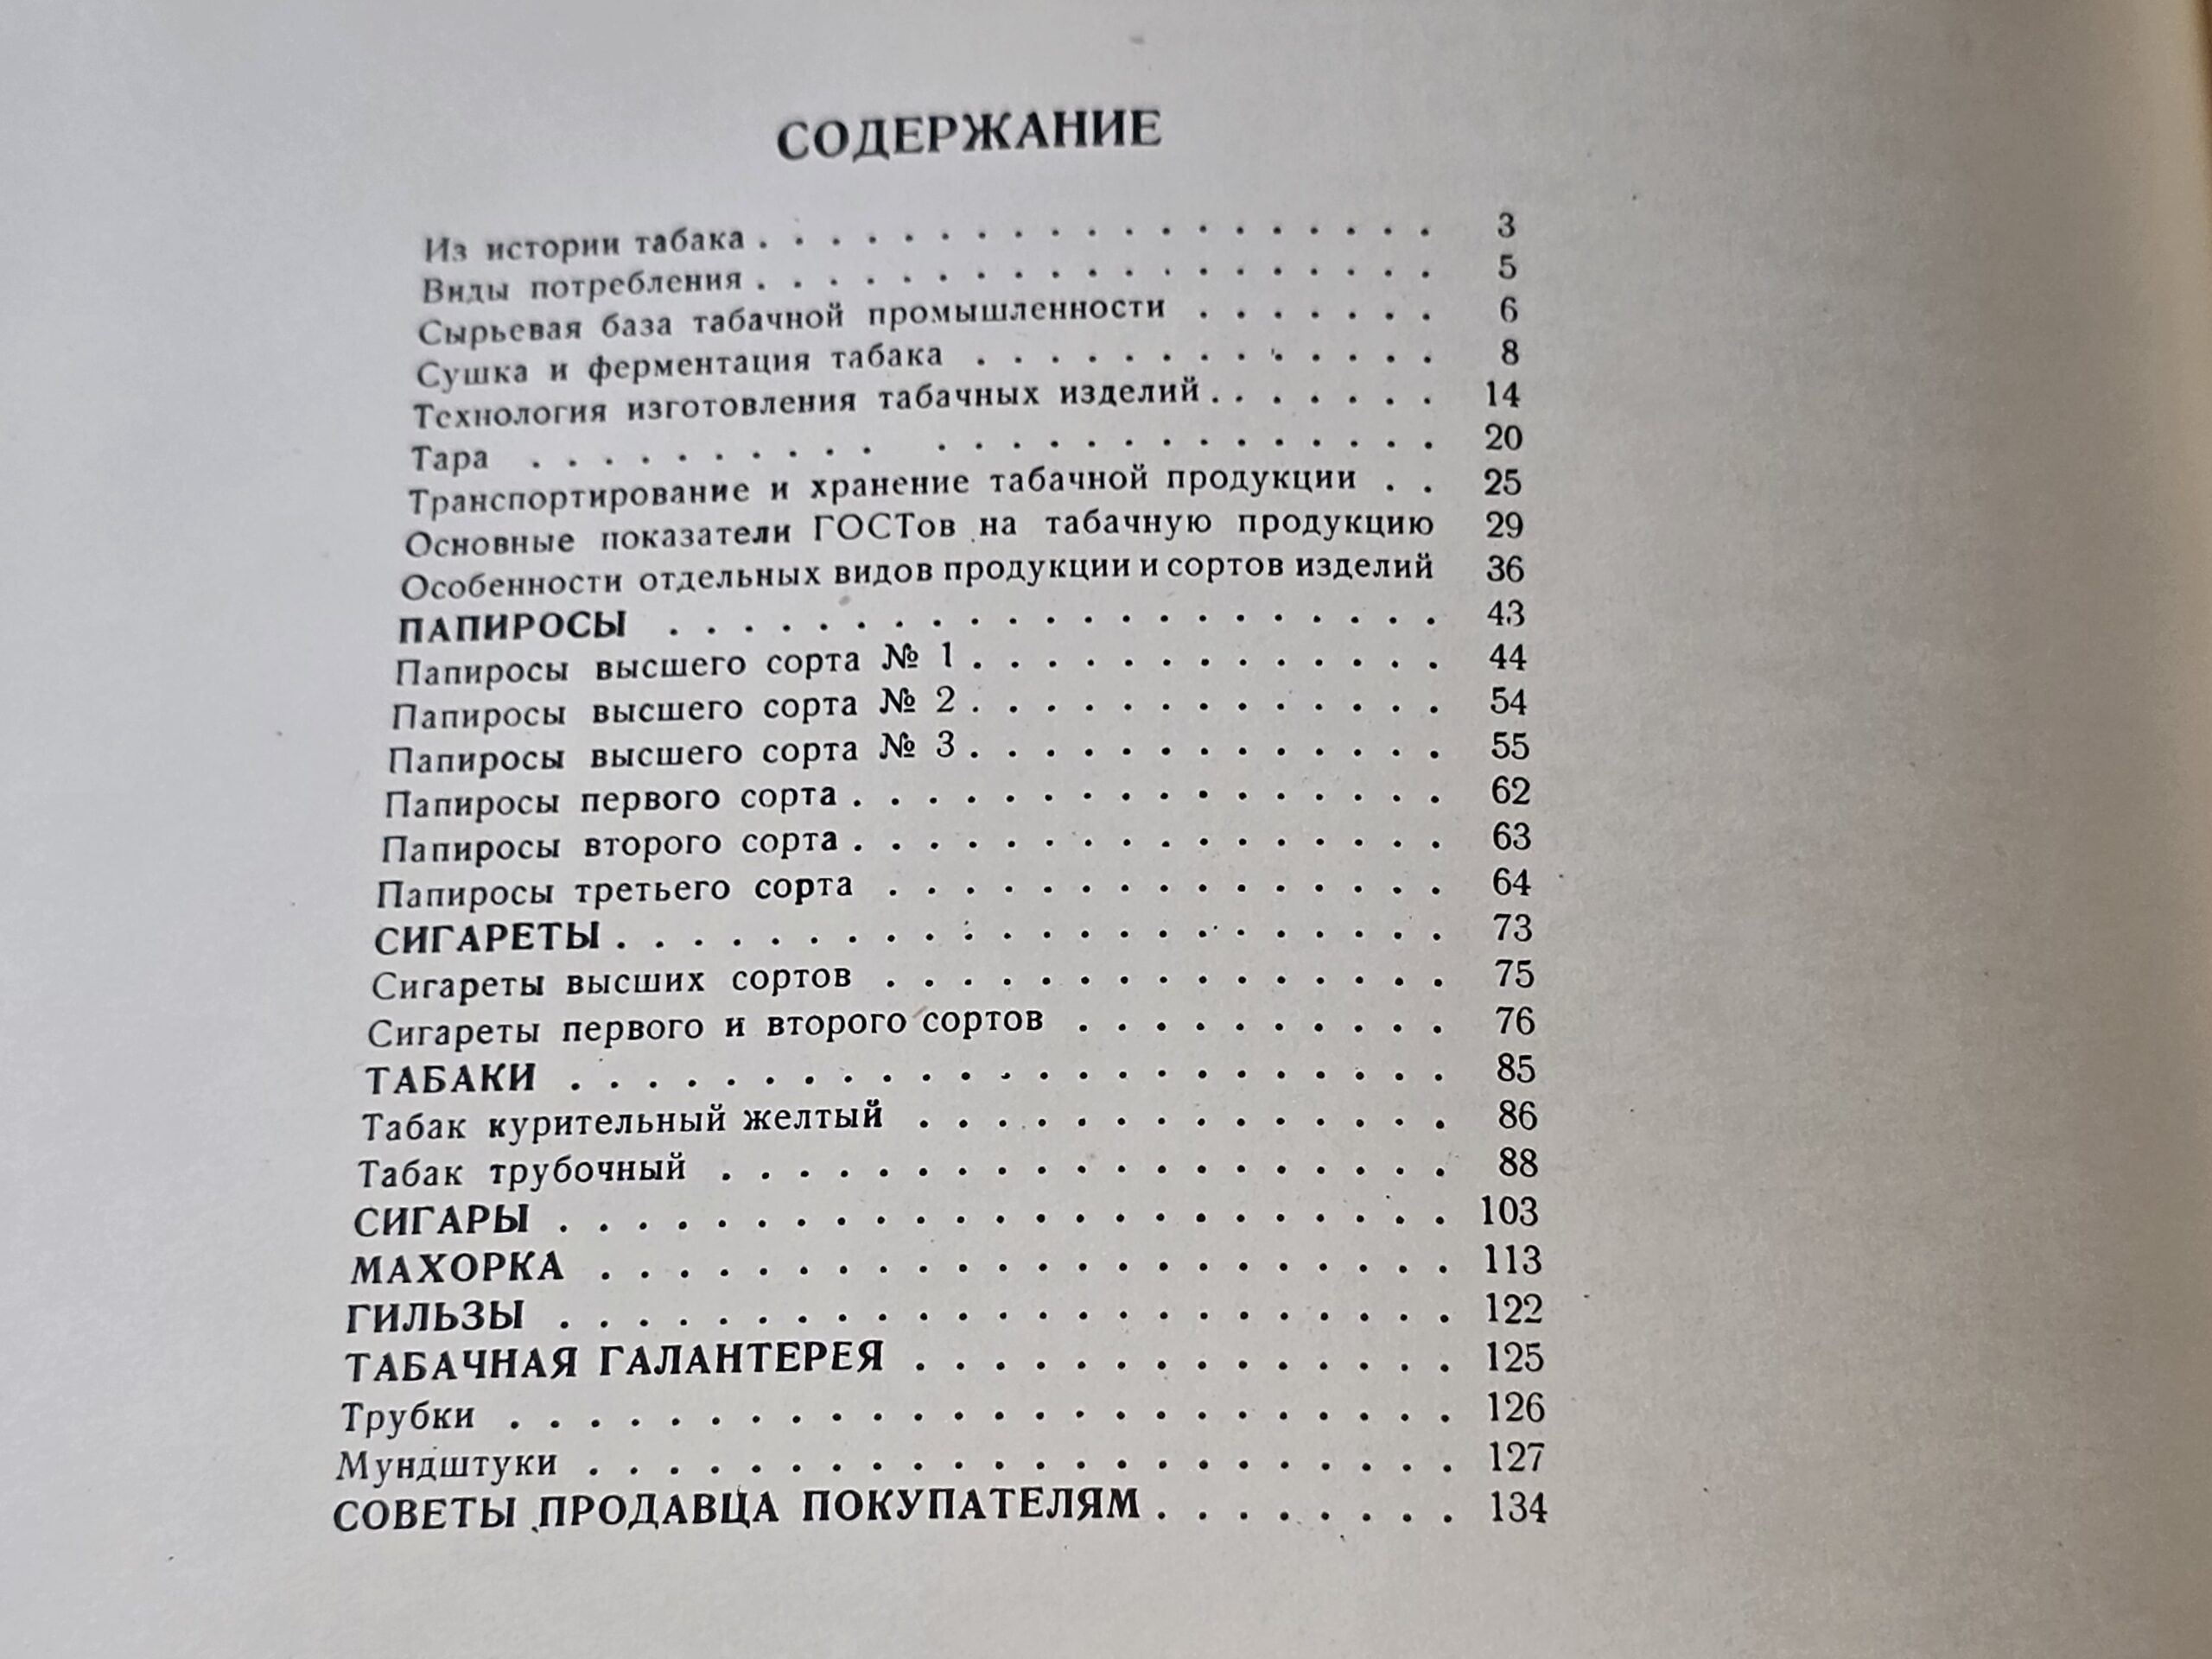 СОДЕРЖАНИЕ
Из истории табака . . . . . . . . . . . . . . . . . . . 3
Виды потребления . . . . . . . . . . . . . . . . . . . 5
Сырьевая база табачной промышленности . . . . . . . 6
Сушка и ферментация табака . . . . . . . . . . . . . 8
Технология изготовления табачных изделий . . . . . . . 14
Тара . . . . . . . . . . . . . . . . . . . . . . . . 20
Транспортирование и хранение табачной продукции . . 25
Основные показатели ГОСТов на табачную продукцию 29
Особенности отдельных видов продукции и сортов изделий 36
ПАПИРОСЫ . . . . . . . . . . . . . . . . . . . . . 43
Папиросы высшего сорта № 1 . . . . . . . . . . . . . 44
Папиросы высшего сорта № 2 . . . . . . . . . . . . . 54
Папиросы высшего сорта № 3 . . . . . . . . . . . . . 55
Папиросы первого сорта . . . . . . . . . . . . . . . . 62
Папиросы второго сорта . . . . . . . . . . . . . . . . 63
Папиросы третьего сорта . . . . . . . . . . . . . . . 64
СИГАРЕТЫ . . . . . . . . . . . . . . . . . . . . . . 73
Сигареты высших сортов . . . . . . . . . . . . . . . 75
Сигареты первого и второго сортов . . . . . . . . . . 76
ТАБАКИ . . . . . . . . . . . . . . . . . . . . . . . 85
Табак курительный желтый . . . . . . . . . . . . . . 86
Табак трубочный . . . . . . . . . . . . . . . . . . . 88
СИГАРЫ . . . . . . . . . . . . . . . . . . . . . . . 103
МАХОРКА . . . . . . . . . . . . . . . . . . . . . . 113
ГИЛЬЗЫ . . . . . . . . . . . . . . . . . . . . . . . 122
ТАБАЧНАЯ ГАЛАНТЕРЕЯ . . . . . . . . . . . . . . 125
Трубки . . . . . . . . . . . . . . . . . . . . . . . . 126
Мундштуки . . . . . . . . . . . . . . . . . . . . . . 127
СОВЕТЫ ПРОДАВЦА ПОКУПАТЕЛЯМ . . . . . . . . 134